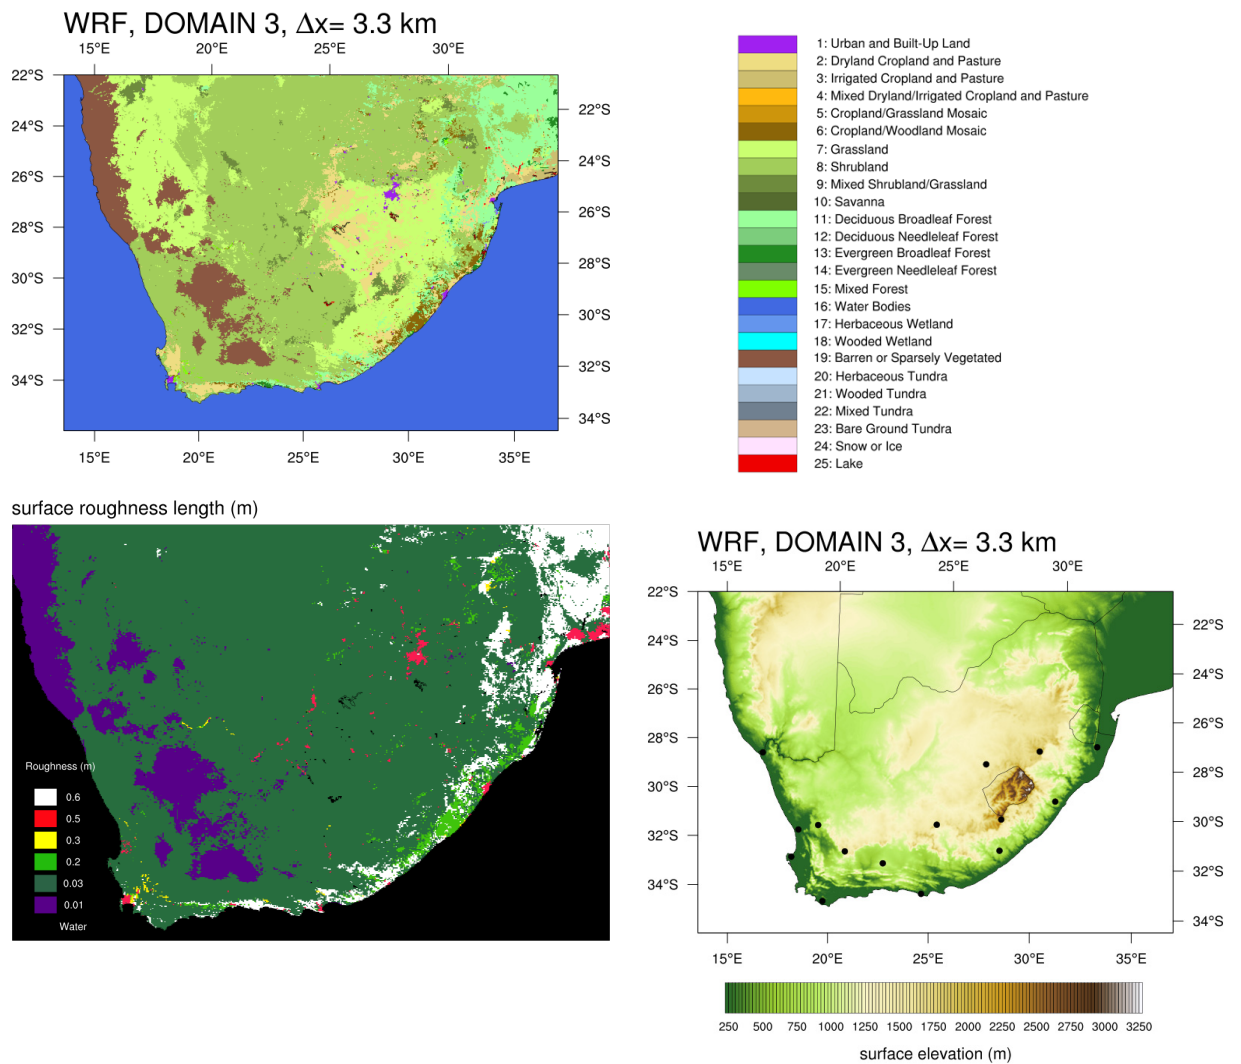 WRF, DOMAIN 3, Δx= 3.3 km
15°E 20°E 25°E 30°E
22°S
24°S
26°S
28°S
30°S
32°S
34°S
22°S
24°S
26°S
28°S
30°S
32°S
34°S
15°E 20°E 25°E 30°E 35°E
1: Urban and Built-Up Land
2: Dryland Cropland and Pasture
3: Irrigated Cropland and Pasture
4: Mixed Dryland/Irrigated Cropland and Pasture
5: Cropland/Grassland Mosaic
6: Cropland/Woodland Mosaic
7: Grassland
8: Shrubland
9: Mixed Shrubland/Grassland
10: Savanna
11: Deciduous Broadleaf Forest
12: Deciduous Needleleaf Forest
13: Evergreen Broadleaf Forest
14: Evergreen Needleleaf Forest
15: Mixed Forest
16: Water Bodies
17: Herbaceous Wetland
18: Wooded Wetland
19: Barren or Sparsely Vegetated
20: Herbaceous Tundra
21: Wooded Tundra
22: Mixed Tundra
23: Bare Ground Tundra
24: Snow or Ice
25: Lake
surface roughness length (m)
Roughness (m)
0.6
0.5
0.3
0.2
0.03
0.01
Water
WRF, DOMAIN 3, Δx= 3.3 km
15°E 20°E 25°E 30°E
22°S
24°S
26°S
28°S
30°S
32°S
34°S
22°S
24°S
26°S
28°S
30°S
32°S
34°S
15°E 20°E 25°E 30°E 35°E
250 500 750 1000 1250 1500 1750 2000 2250 2500 2750 3000 3250
surface elevation (m)